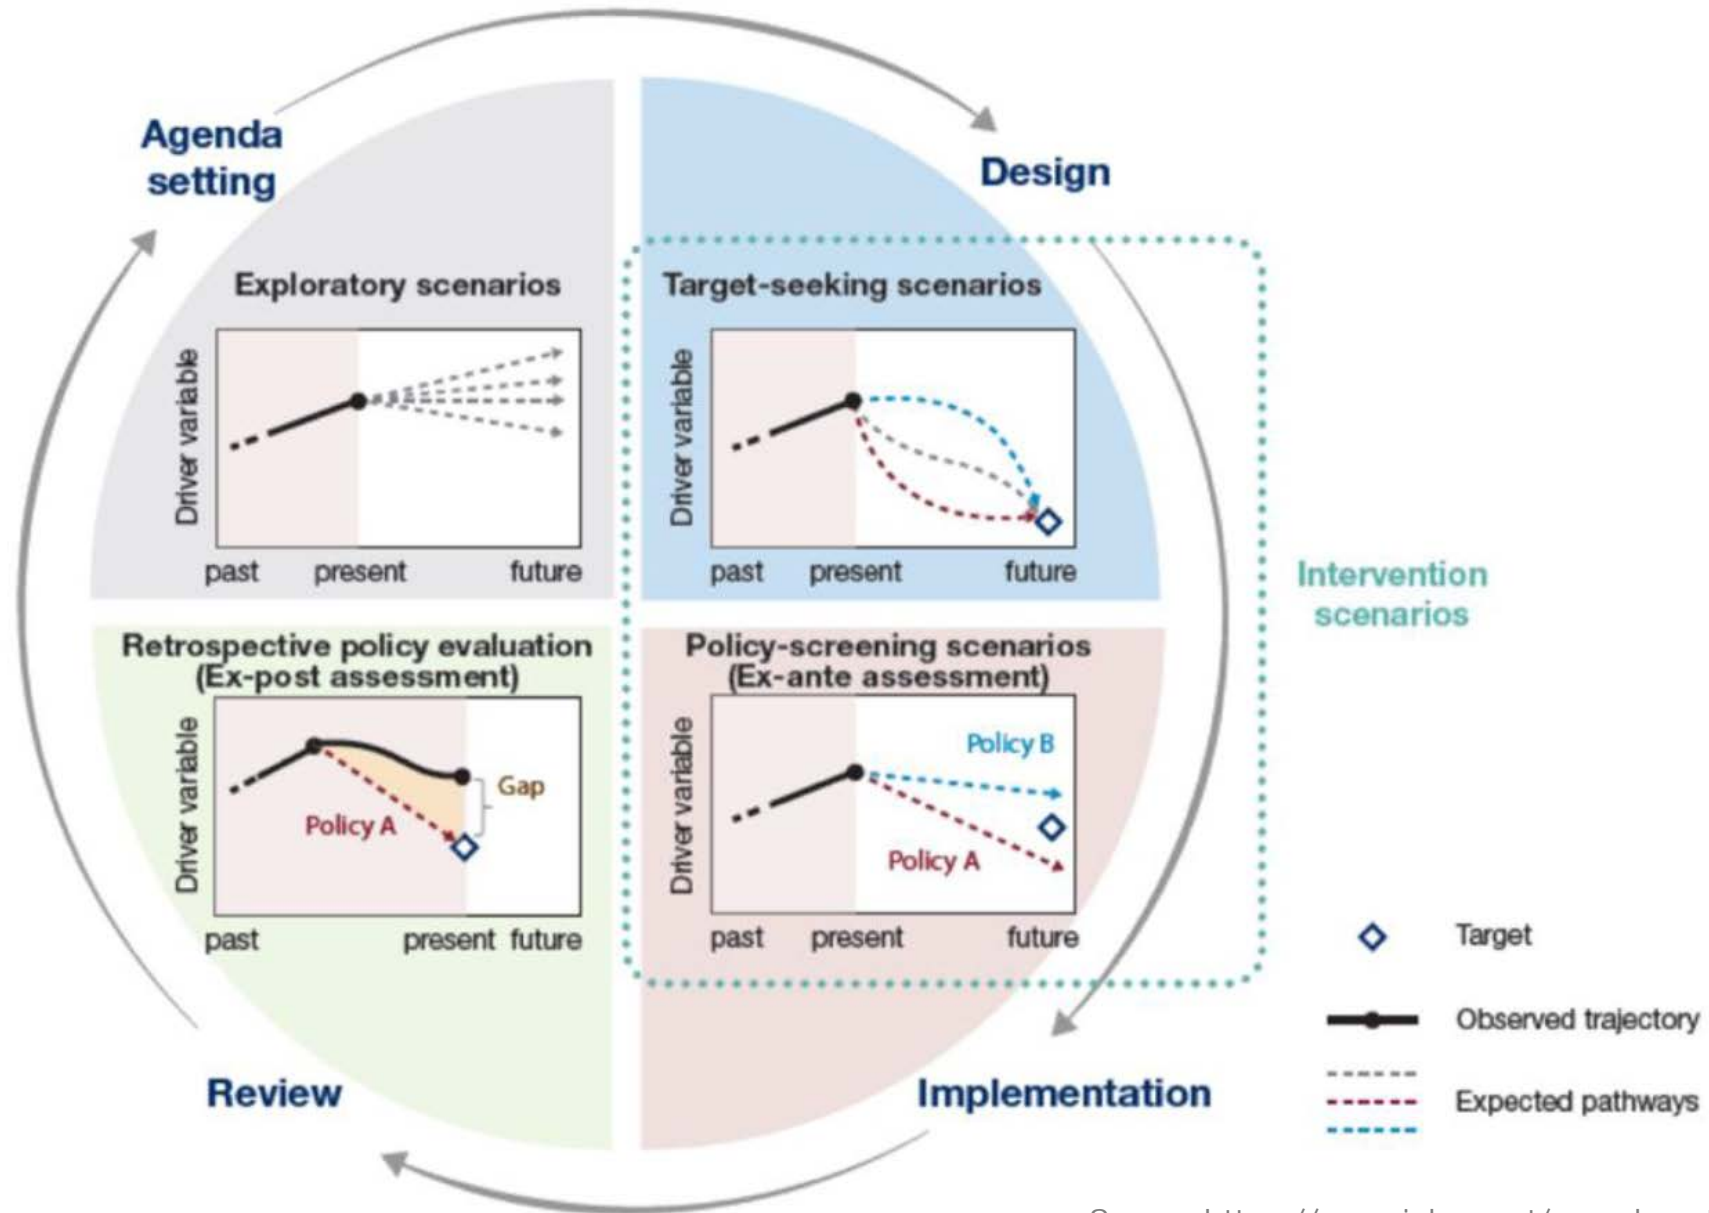 Agenda
setting
Design
Exploratory scenarios
Driver variable
past present future
Target-seeking scenarios
Driver variable
past present future
Intervention
scenarios
Retrospective policy evaluation
(Ex-post assessment)
Driver variable
Policy A
Gap
past present future
Policy-screening scenarios
(Ex-ante assessment)
Driver variable
Policy B
Policy A
past present future
Target
Observed trajectory
Expected pathways
Review
Implementation